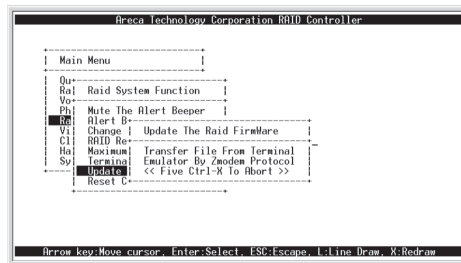 Areca Technology Corporation RAID Controller
Main Menu
Qu
Ra Raid System Function
Vo
Ph Mute The Alert Beeper
Ra Alert B
Vi Change Update The Raid FirmWare
Cl RAID Re
Ha Maximum Transfer File From Terminal
Sy Termina Emulator By Zmodem Protocol
Update << Five Ctrl-X To Abort >>
Reset C
Arrow key:Move cursor, Enter:Select, ESC:Escape, L:Line Draw, X:Redraw